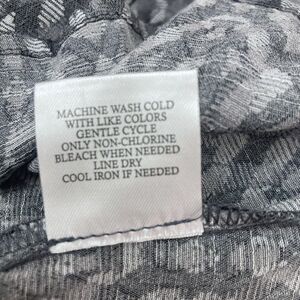 MACHINE WASH COLD
WITH LIKE COLORS
GENTLE CYCLE
ONLY NON-CHLORINE
BLEACH WHEN NEEDED
LINE DRY
COOL IRON IF NEEDED